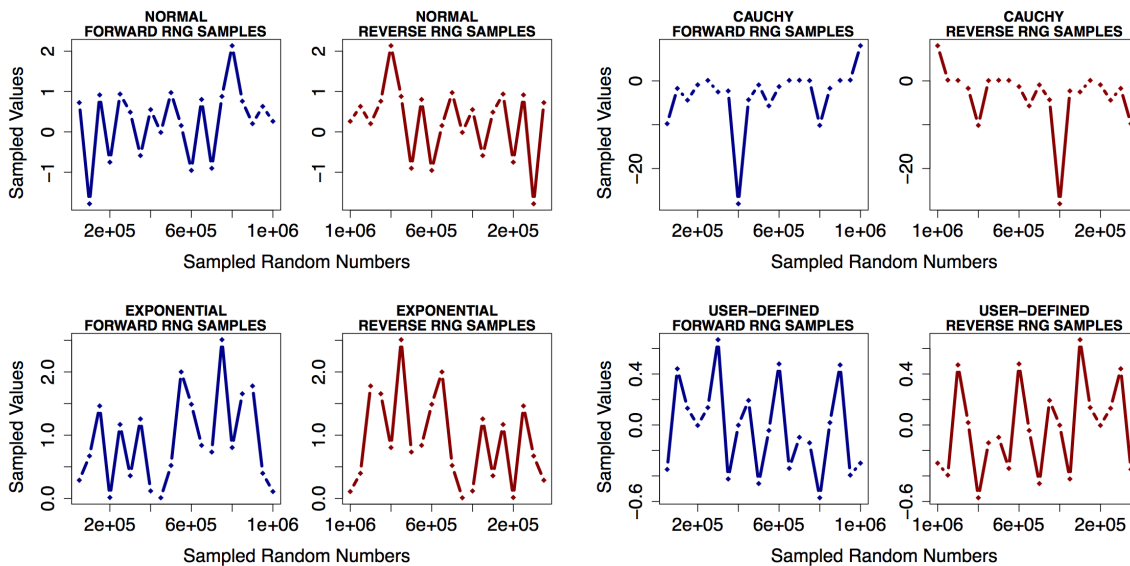 NORMAL
FORWARD RNG SAMPLES
NORMAL
REVERSE RNG SAMPLES
Sampled Values
2
1
0
−1
2e+05 6e+05 1e+06
1e+06 6e+05 2e+05
Sampled Random Numbers
CAUCHY
FORWARD RNG SAMPLES
CAUCHY
REVERSE RNG SAMPLES
Sampled Values
0
−20
0
−20
2e+05 6e+05 1e+06
1e+06 6e+05 2e+05
Sampled Random Numbers
EXPONENTIAL
FORWARD RNG SAMPLES
EXPONENTIAL
REVERSE RNG SAMPLES
Sampled Values
2.0
1.0
0.0
2.0
1.0
0.0
2e+05 6e+05 1e+06
1e+06 6e+05 2e+05
Sampled Random Numbers
USER−DEFINED
FORWARD RNG SAMPLES
USER−DEFINED
REVERSE RNG SAMPLES
Sampled Values
0.4
0.0
−0.6
0.4
0.0
−0.6
2e+05 6e+05 1e+06
1e+06 6e+05 2e+05
Sampled Random Numbers
2
1
0
−1